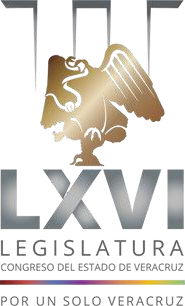 LXVI
LEGISLATURA
CONGRESO DEL ESTADO DE VERACRUZ
POR UN SOLO VERACRUZ